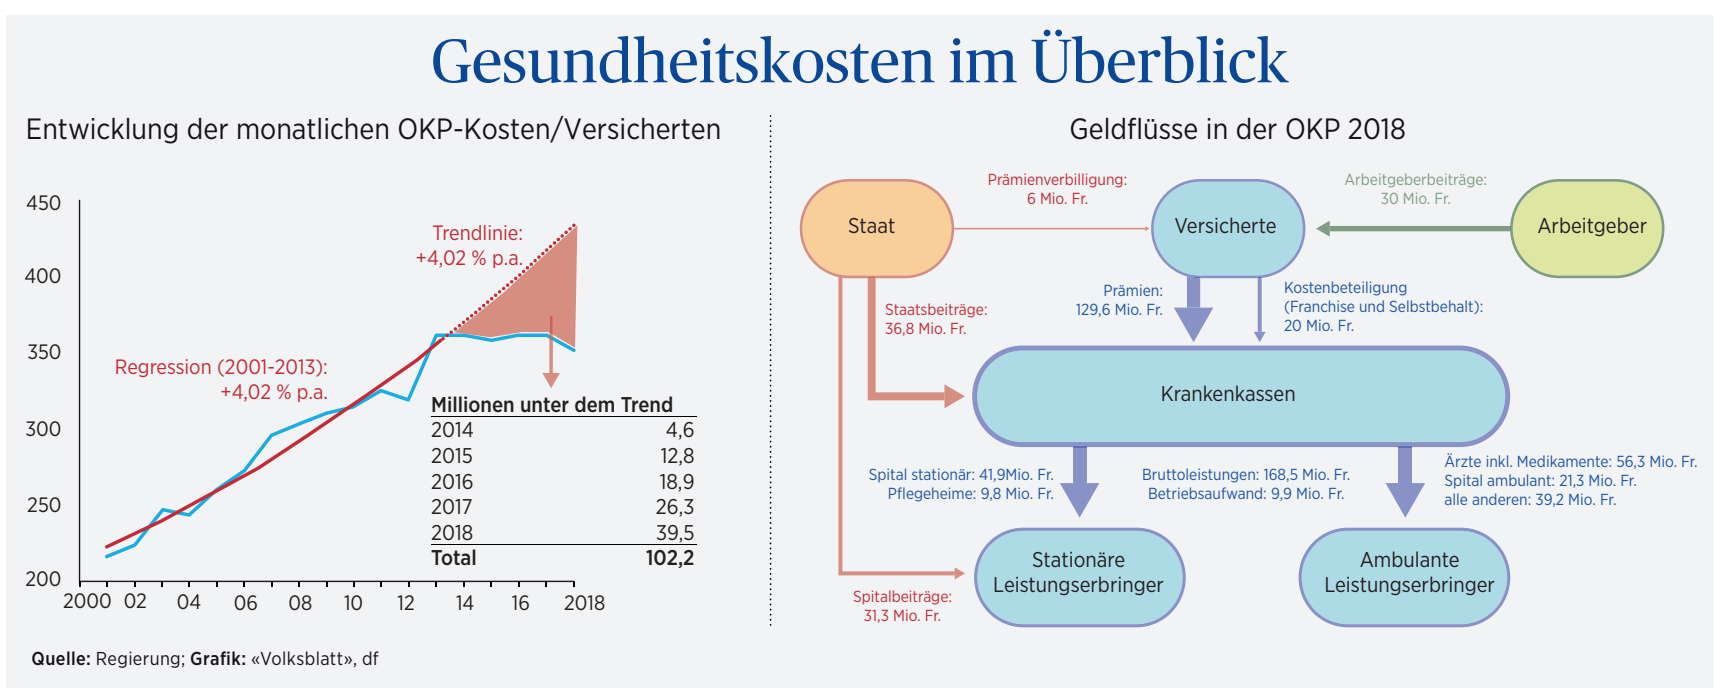 Gesundheitskosten im Überblick
Entwicklung der monatlichen OKP-Kosten/Versicherten
450
400
350
300
250
200
2000 02 04 06 08 10 12 14 16 2018
Trendlinie:
+4,02 % p.a.
Regression (2001-2013):
+4,02 % p.a.
Millionen unter dem Trend
2014 4,6
2015 12,8
2016 18,9
2017 26,3
2018 39,5
Total 102,2
Geldflüsse in der OKP 2018
Staat
Prämienverbilligung:
6 Mio. Fr.
Versicherte
Arbeitgeberbeiträge:
30 Mio. Fr.
Arbeitgeber
Staatsbeiträge:
36,8 Mio. Fr.
Prämien:
129,6 Mio. Fr.
Kostenbeteiligung
(Franchise und Selbstbehalt):
20 Mio. Fr.
Krankenkassen
Spital stationär: 41,9Mio. Fr.
Pflegeheime: 9,8 Mio. Fr.
Bruttoleistungen: 168,5 Mio. Fr.
Betriebsaufwand: 9,9 Mio. Fr.
Ärzte inkl. Medikamente: 56,3 Mio. Fr.
Spital ambulant: 21,3 Mio. Fr.
alle anderen: 39,2 Mio. Fr.
Stationäre
Leistungserbringer
Ambulante
Leistungserbringer
Spitalbeiträge:
31,3 Mio. Fr.
Quelle: Regierung; Grafik: «Volksblatt», df